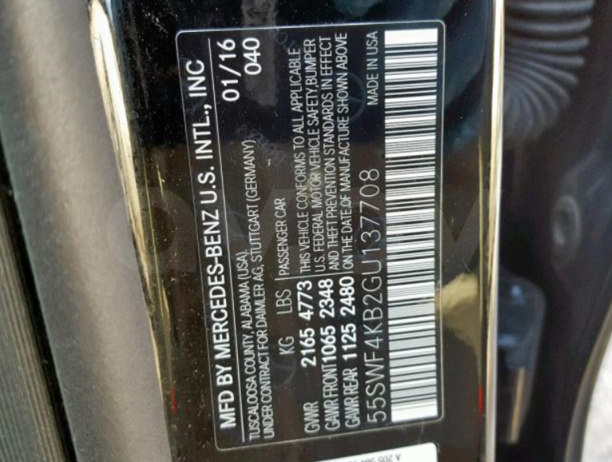 MFD BY MERCEDES-BENZ U.S. INTL., INC
TUSCALOOSA COUNTY, ALABAMA (USA)
UNDER CONTRACT FOR DAIMLER AG, STUTTGART (GERMANY)
01/16
040
KG LBS PASSENGER CAR
GVWR 2165 4773
GAWR FRONT 1065 2348
GAWR REAR 1125 2480
THIS VEHICLE CONFORMS TO ALL APPLICABLE
U.S. FEDERAL MOTOR VEHICLE SAFETY, BUMPER
AND THEFT PREVENTION STANDARDS IN EFFECT
ON THE DATE OF MANUFACTURE SHOWN ABOVE
MADE IN USA
55SWF4KB2GU137708